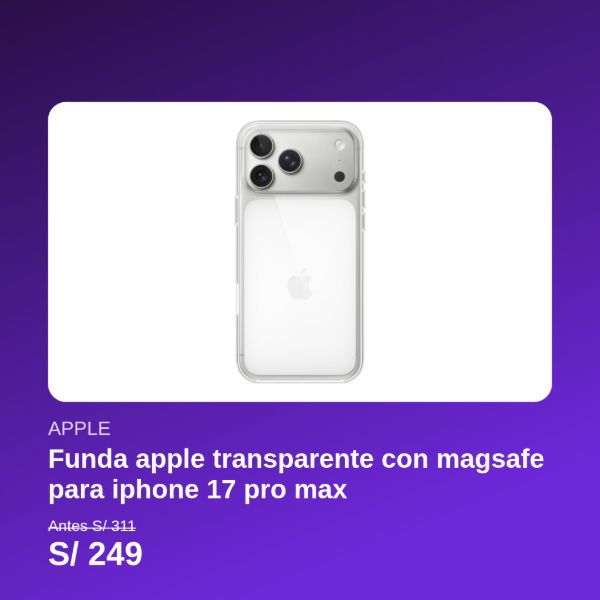 APPLE
Funda apple transparente con magsafe
para iphone 17 pro max
Antes S/ 311
S/ 249